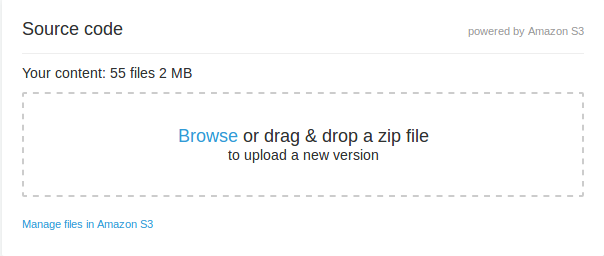 Source code
powered by Amazon S3
Your content: 55 files 2 MB
Browse or drag & drop a zip file
to upload a new version
Manage files in Amazon S3